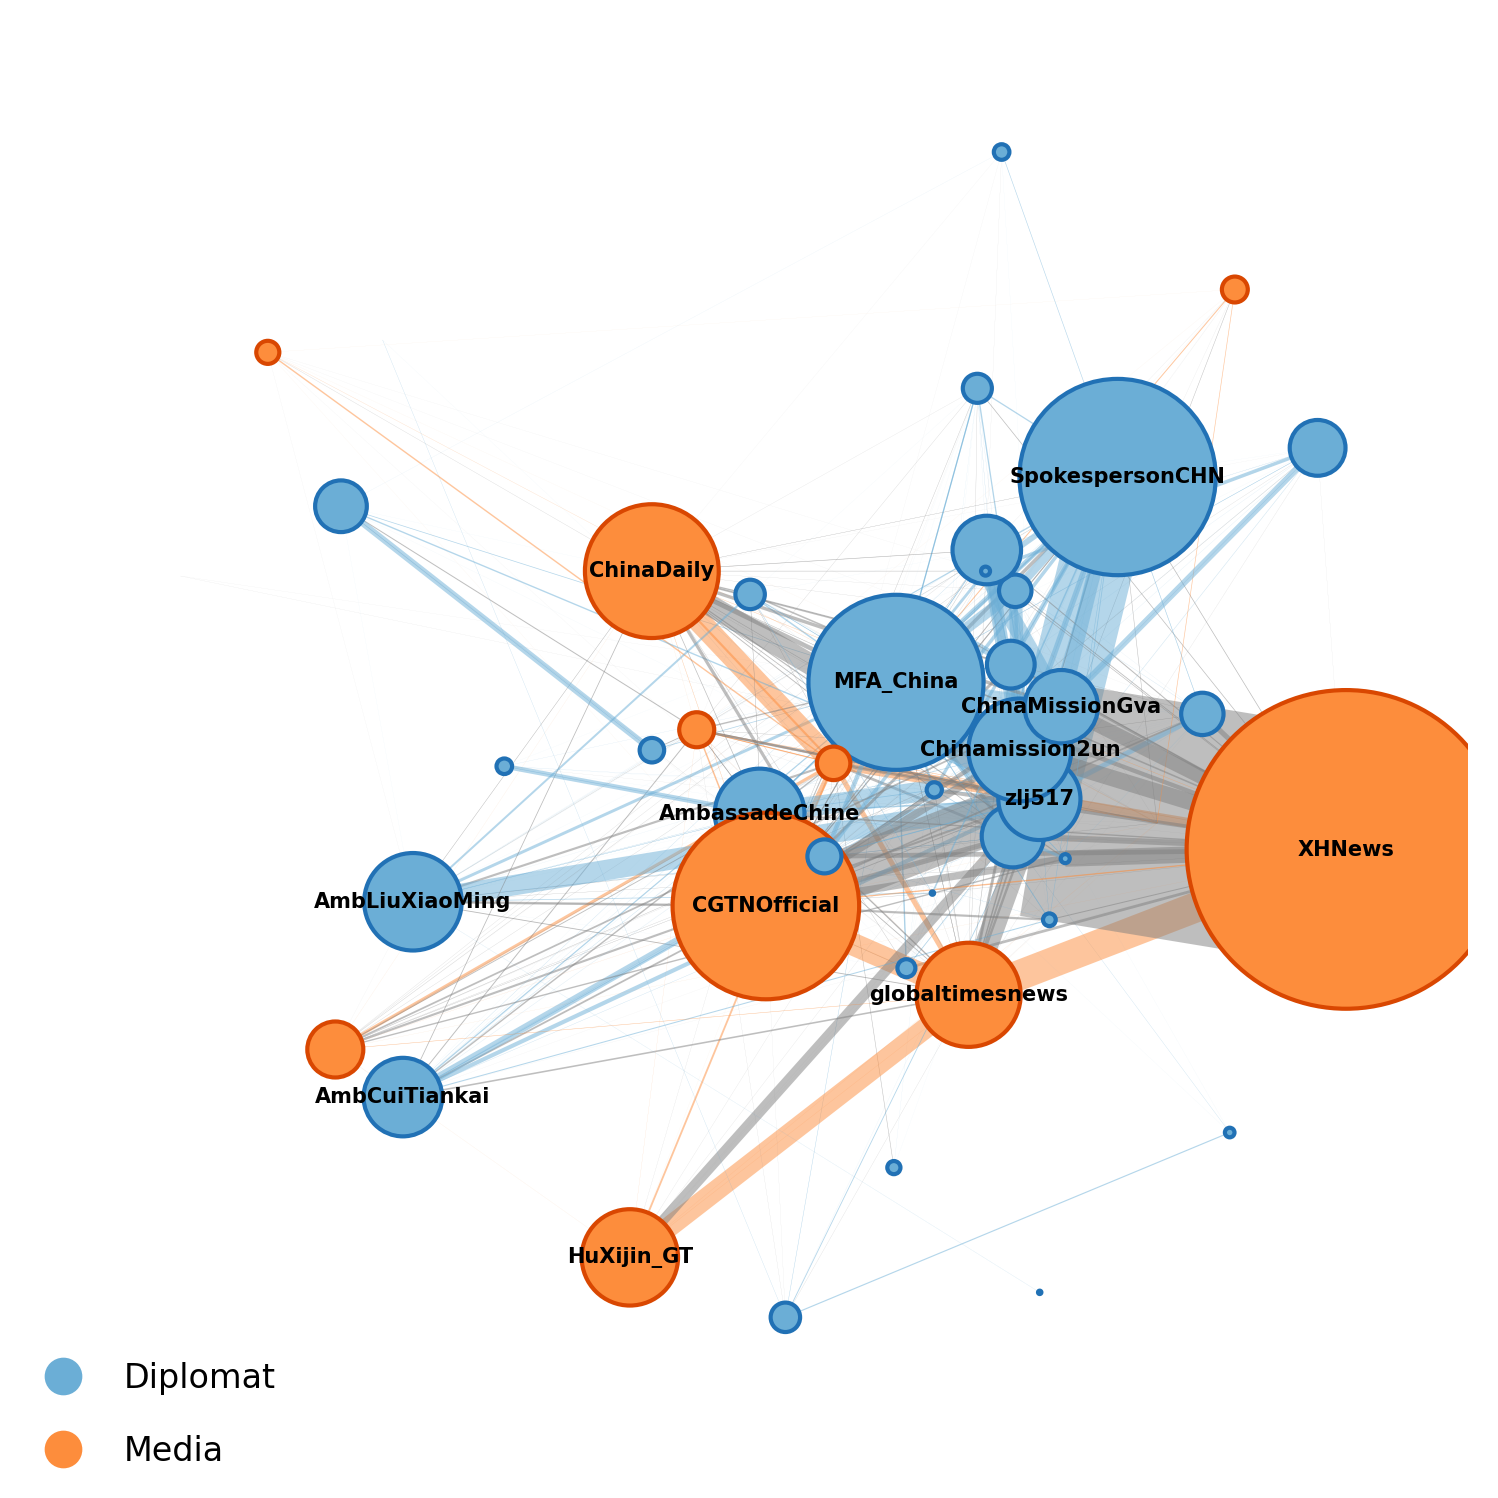 SpokespersonCHN
ChinaDaily
MFA_China
ChinaMissionGva
Chinamission2un
zlj517
AmbassadeChine
XHNews
AmbLiuXiaoMing
CGTNOfficial
globaltimesnews
AmbCuiTiankai
HuXijin_GT
Diplomat
Media